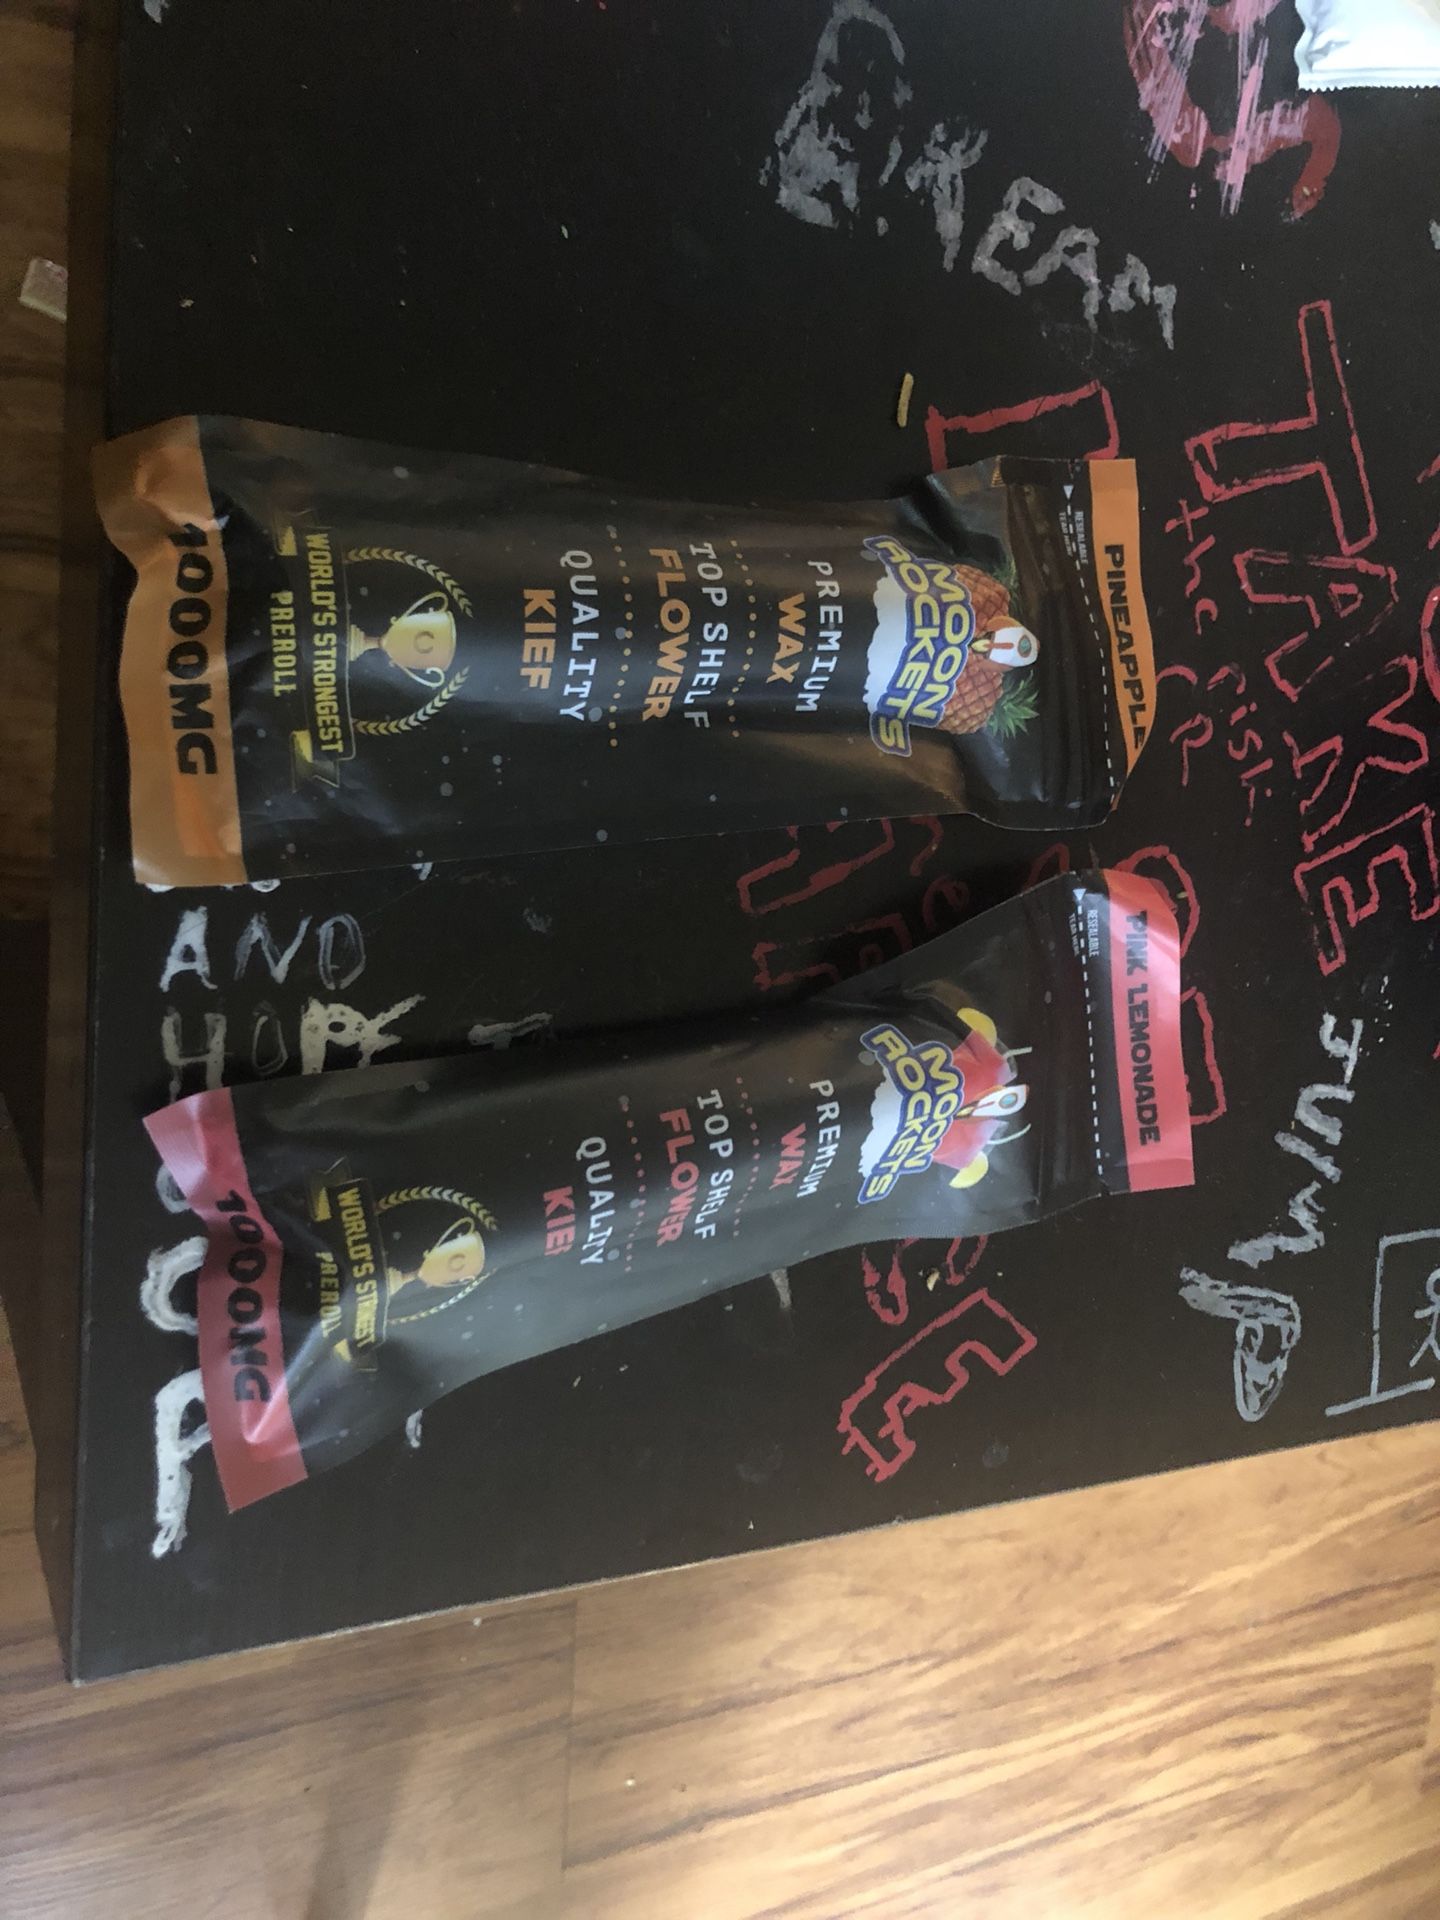 PINEAPPLE
RESEALABLE
TEAR HERE
MOON
ROCKETS
PREMIUM
WAX
TOP SHELF
FLOWER
QUALITY
KIEF
WORLD'S STRONGEST
PREROLL
1000MG
PINK LEMONADE
RESEALABLE
TEAR HERE
MOON
ROCKETS
PREMIUM
WAX
TOP SHELF
FLOWER
QUALITY
KIEF
WORLD'S STRONGEST
PREROLL
1000MG
TAKE
the risk
OR
JUMP
AND